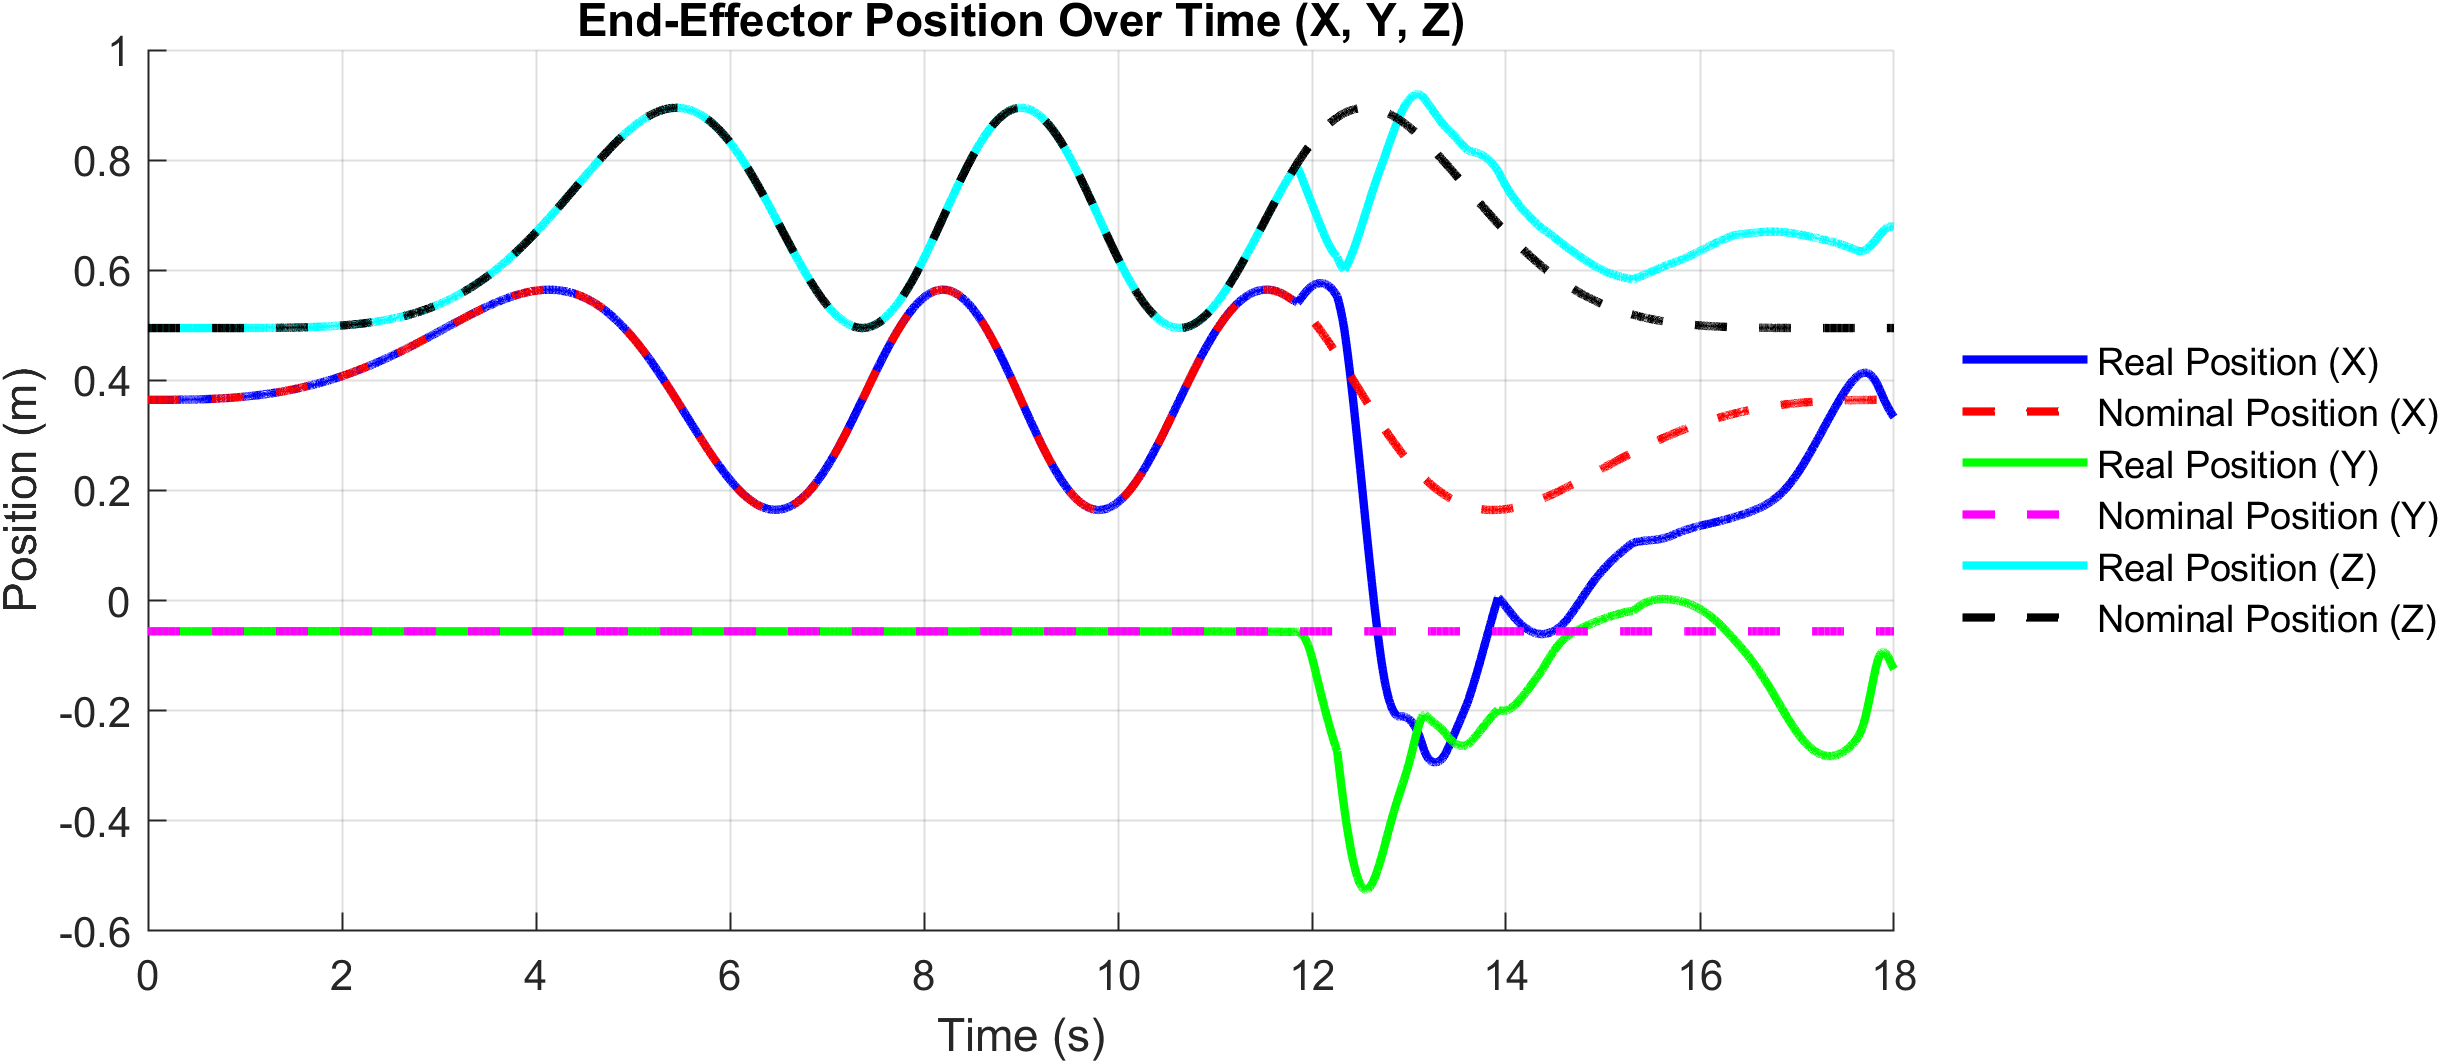 End-Effector Position Over Time (X, Y, Z)
Position (m)
1
0.8
0.6
0.4
0.2
0
-0.2
-0.4
-0.6
0 2 4 6 8 10 12 14 16 18
Time (s)
Real Position (X)
Nominal Position (X)
Real Position (Y)
Nominal Position (Y)
Real Position (Z)
Nominal Position (Z)